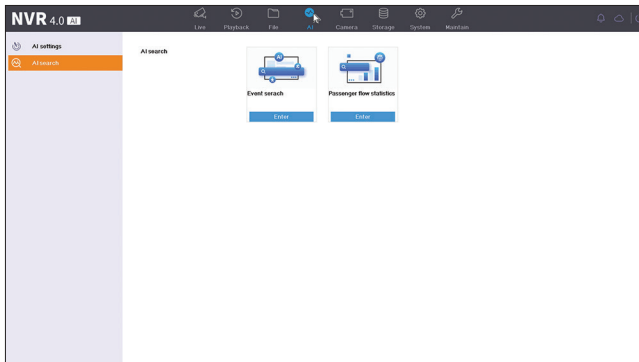 NVR 4.0 AI
Live Playback File AI Camera Storage System Maintain
AI settings
AI search
AI search
Event serach
Passenger flow statistics
Enter
Enter